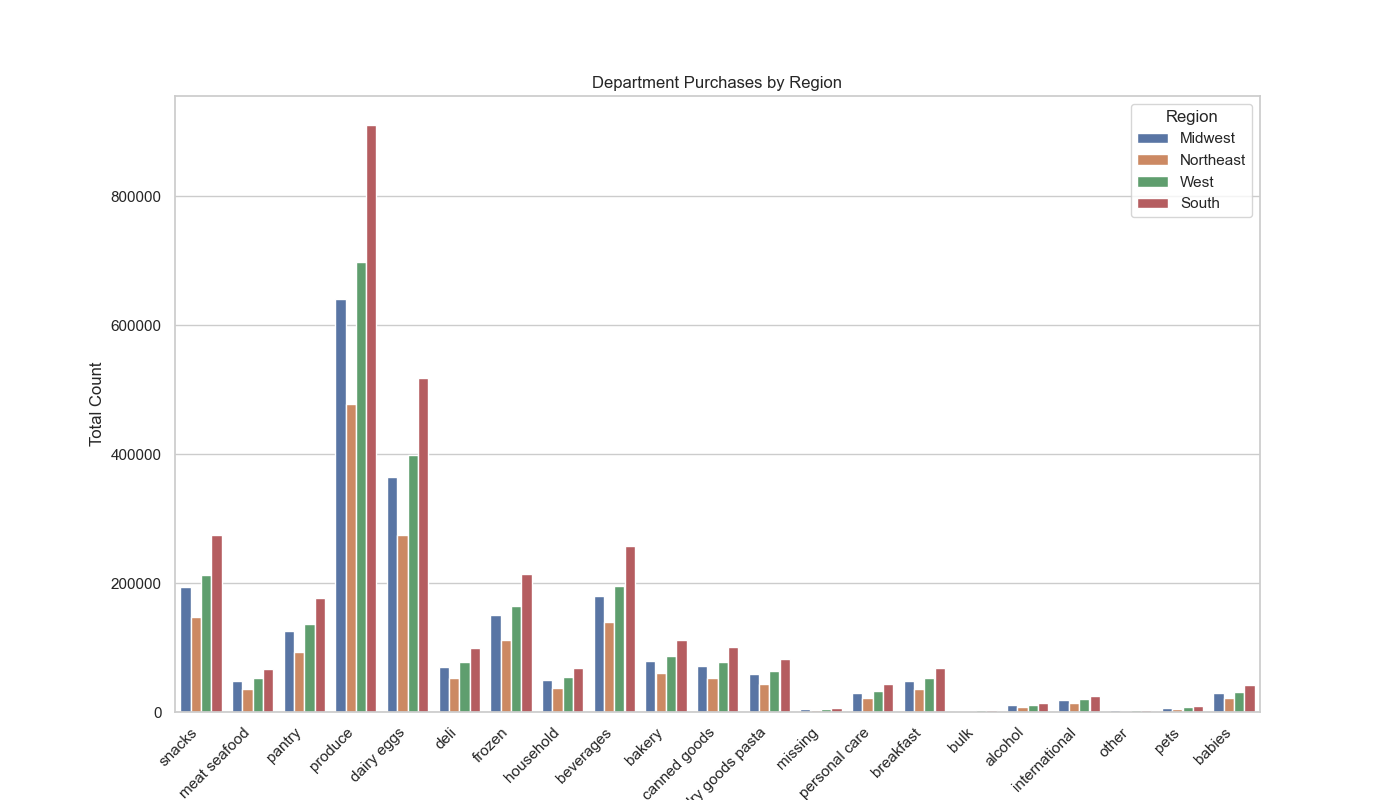 Department Purchases by Region
Region
Midwest
Northeast
West
South
Total Count
800000
600000
400000
200000
0
snacks
meat seafood
pantry
produce
dairy eggs
deli
frozen
household
beverages
bakery
canned goods
goods pasta
missing
personal care
breakfast
bulk
alcohol
international
other
pets
babies